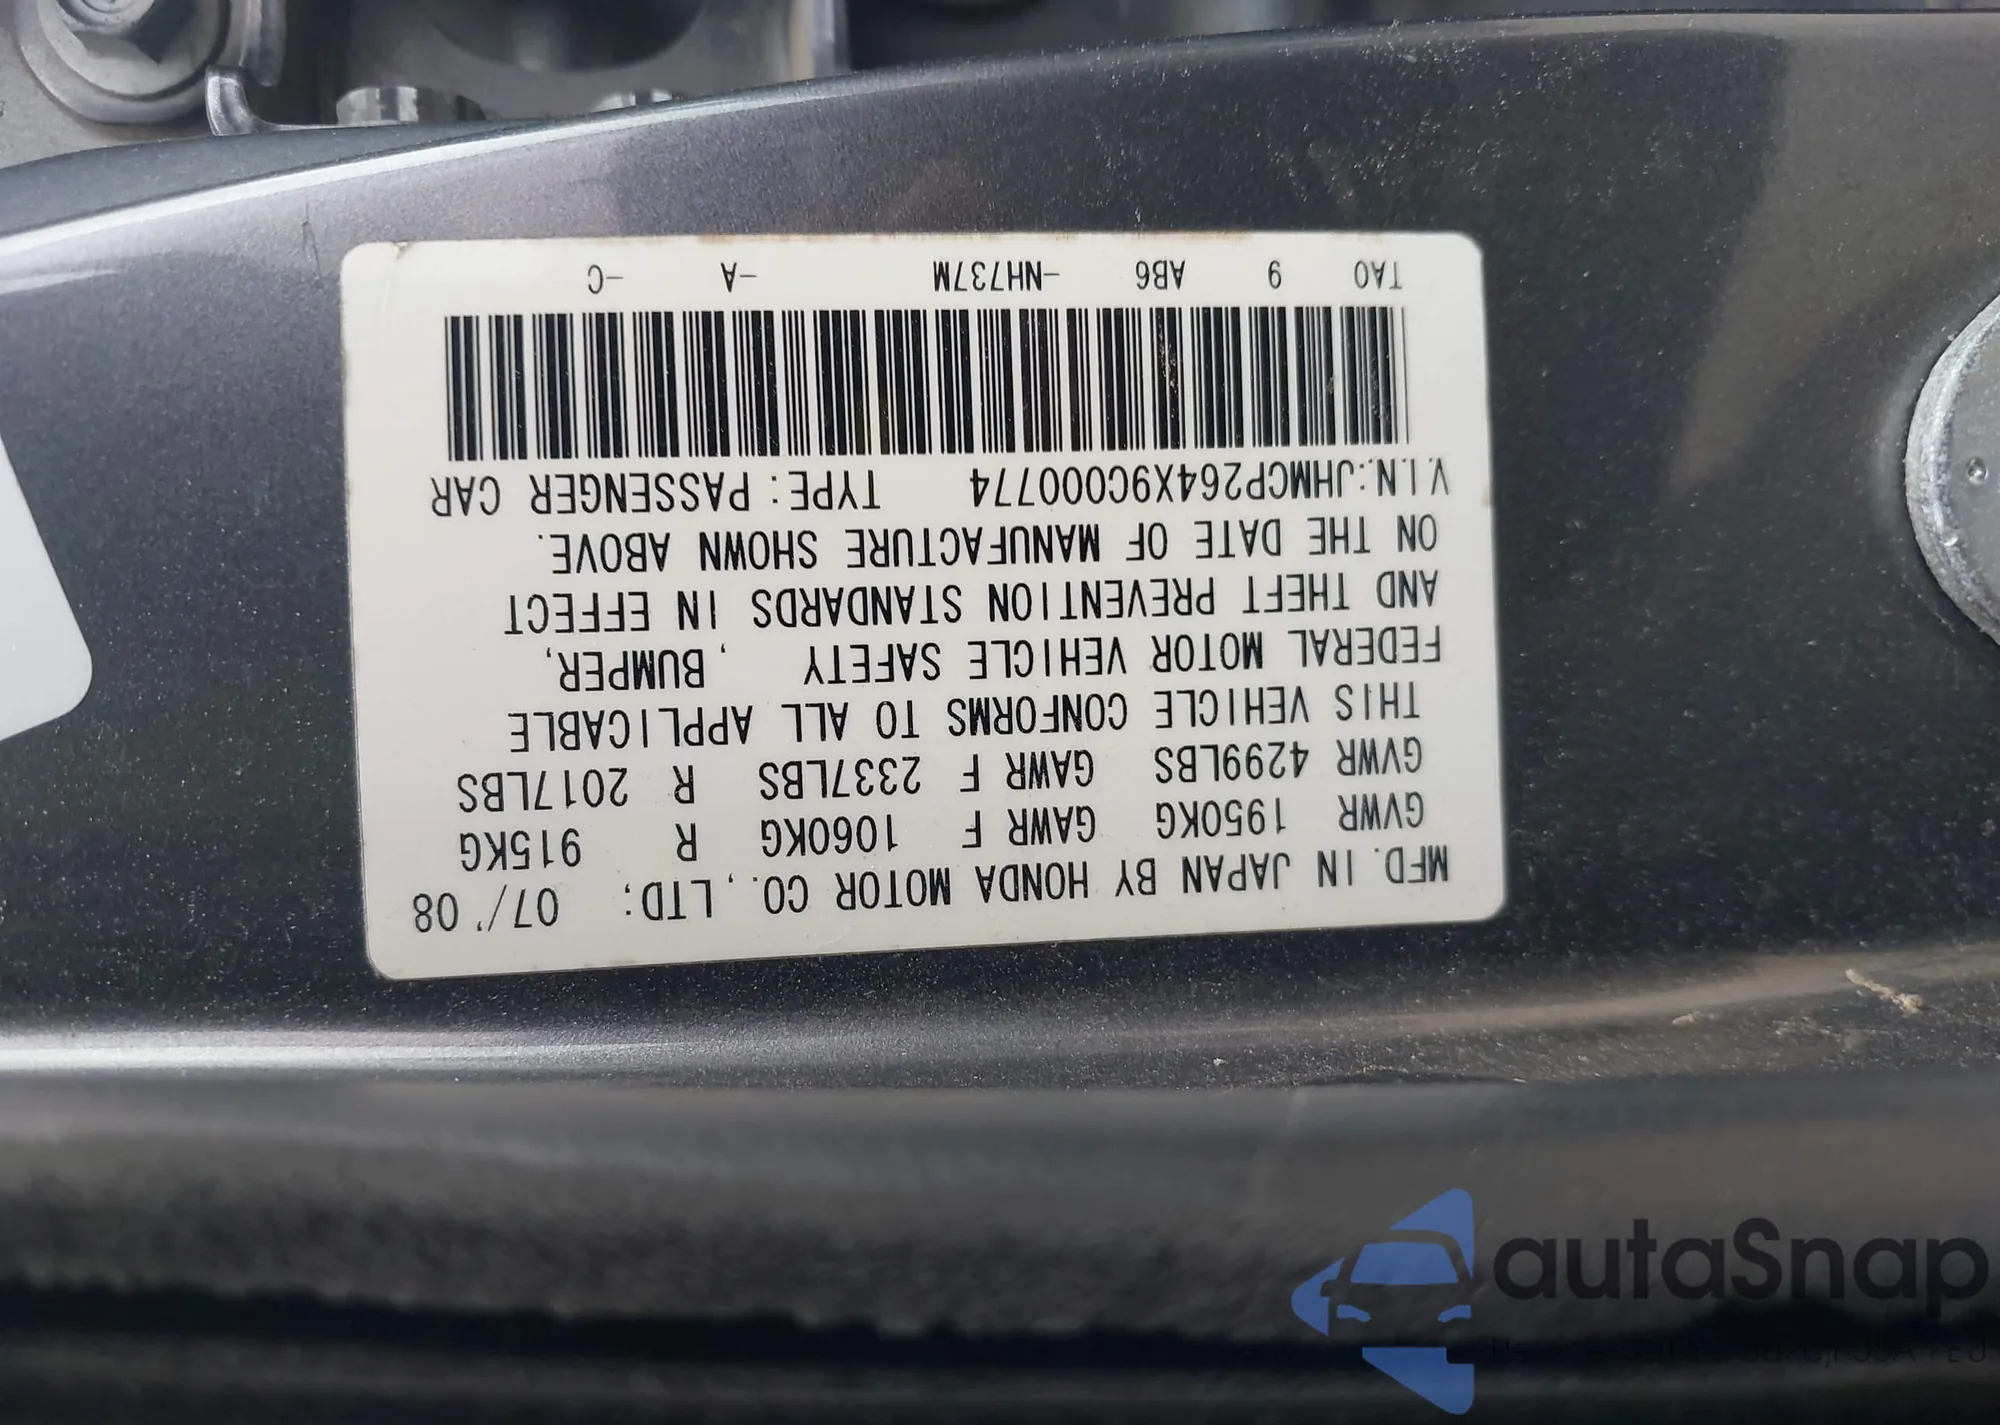 MFD. IN JAPAN BY HONDA MOTOR CO., LTD; 07/'08
GVWR 1950KG GAWR F 1060KG R 915KG
GVWR 4299LBS GAWR F 2337LBS R 2017LBS
THIS VEHICLE CONFORMS TO ALL APPLICABLE
FEDERAL MOTOR VEHICLE SAFETY , BUMPER,
AND THEFT PREVENTION STANDARDS IN EFFECT
ON THE DATE OF MANUFACTURE SHOWN ABOVE.
V.I.N.:JHMCP264X9C000774 TYPE: PASSENGER CAR
TA0 9 AB6 -NH737M -A -C
autaSnap